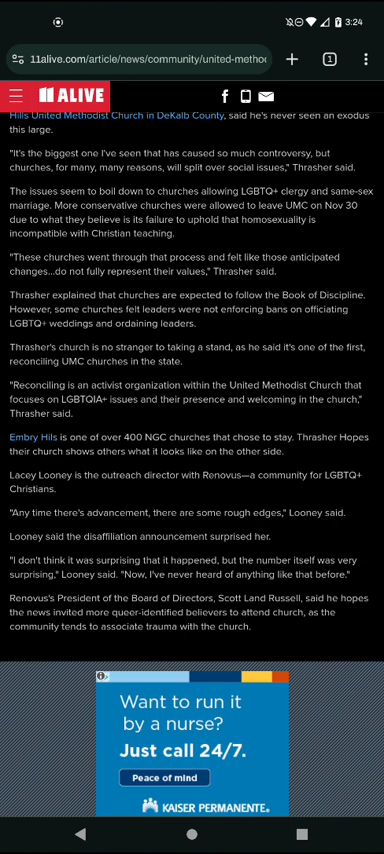 3:24
11alive.com/article/news/community/united-metho
1
11 ALIVE
Hills United Methodist Church in DeKalb County, said he's never seen an exodus
this large.
"It's the biggest one I've seen that has caused so much controversy, but
churches, for many, many reasons, will split over social issues," Thrasher said.
The issues seem to boil down to churches allowing LGBTQ+ clergy and same-sex
marriage. More conservative churches were allowed to leave UMC on Nov 30
due to what they believe is its failure to uphold that homosexuality is
incompatible with Christian teaching.
"These churches went through that process and felt like those anticipated
changes...do not fully represent their values," Thrasher said.
Thrasher explained that churches are expected to follow the Book of Discipline.
However, some churches felt leaders were not enforcing bans on officiating
LGBTQ+ weddings and ordaining leaders.
Thrasher's church is no stranger to taking a stand, as he said it's one of the first,
reconciling UMC churches in the state.
"Reconciling is an activist organization within the United Methodist Church that
focuses on LGBTQIA+ issues and their presence and welcoming in the church,"
Thrasher said.
Embry Hils is one of over 400 NGC churches that chose to stay. Thrasher Hopes
their church shows others what it looks like on the other side.
Lacey Looney is the outreach director with Renovus—a community for LGBTQ+
Christians.
"Any time there's advancement, there are some rough edges," Looney said.
Looney said the disaffiliation announcement surprised her.
"I don't think it was surprising that it happened, but the number itself was very
surprising," Looney said. "Now, I've never heard of anything like that before."
Renovus's President of the Board of Directors, Scott Land Russell, said he hopes
the news invited more queer-identified believers to attend church, as the
community tends to associate trauma with the church.
Want to run it
by a nurse?
Just call 24/7.
Peace of mind
KAISER PERMANENTE®